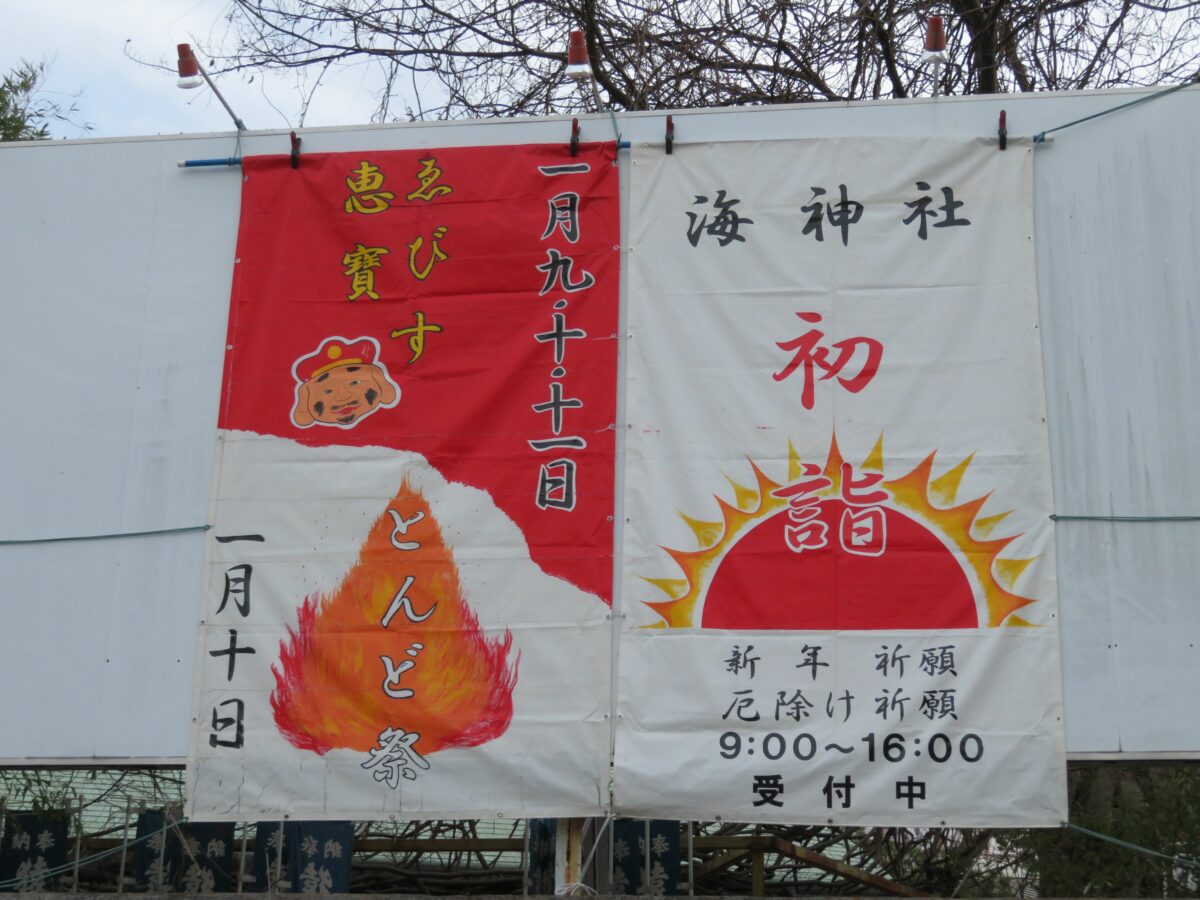 海神社
初詣
新年 祈願
厄除け祈願
9:00～16:00
受付中
一月九・十・十一日
ゑびす
恵寳
とんど祭
一月十日